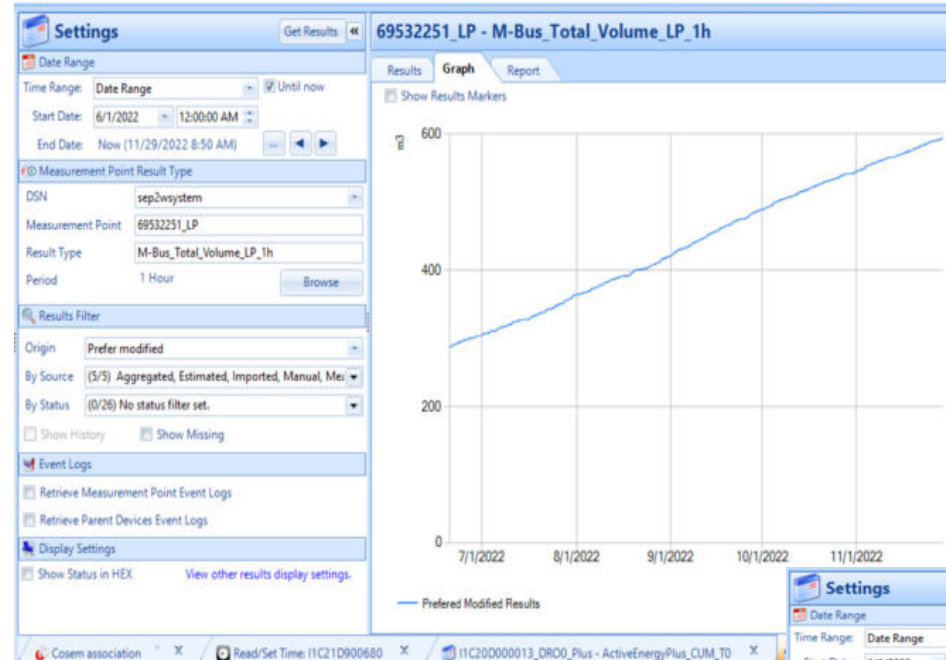 Settings
Get Results «
Date Range
Time Range: Date Range
Until now
Start Date: 6/1/2022 12:00:00 AM
End Date: Now (11/29/2022 8:50 AM) ...
Measurement Point Result Type
DSN sep2wsystem
Measurement Point 69532251_LP
Result Type M-Bus_Total_Volume_LP_1h
Period 1 Hour Browse
Results Filter
Origin Prefer modified
By Source (5/5) Aggregated, Estimated, Imported, Manual, Me
By Status (0/26) No status filter set.
Show History Show Missing
Event Logs
Retrieve Measurement Point Event Logs
Retrieve Parent Devices Event Logs
Display Settings
Show Status in HEX View other results display settings.
69532251_LP - M-Bus_Total_Volume_LP_1h
Results Graph Report
Show Results Markers
m3
600
400
200
0
7/1/2022 8/1/2022 9/1/2022 10/1/2022 11/1/2022
Prefered Modified Results
Settings
Date Range
Time Range: Date Range
Cosem association X Read/Set Time: I1C21D900680 X I1C20D000013_DRO0_Plus - ActiveEnergyPlus_CUM_T0 X